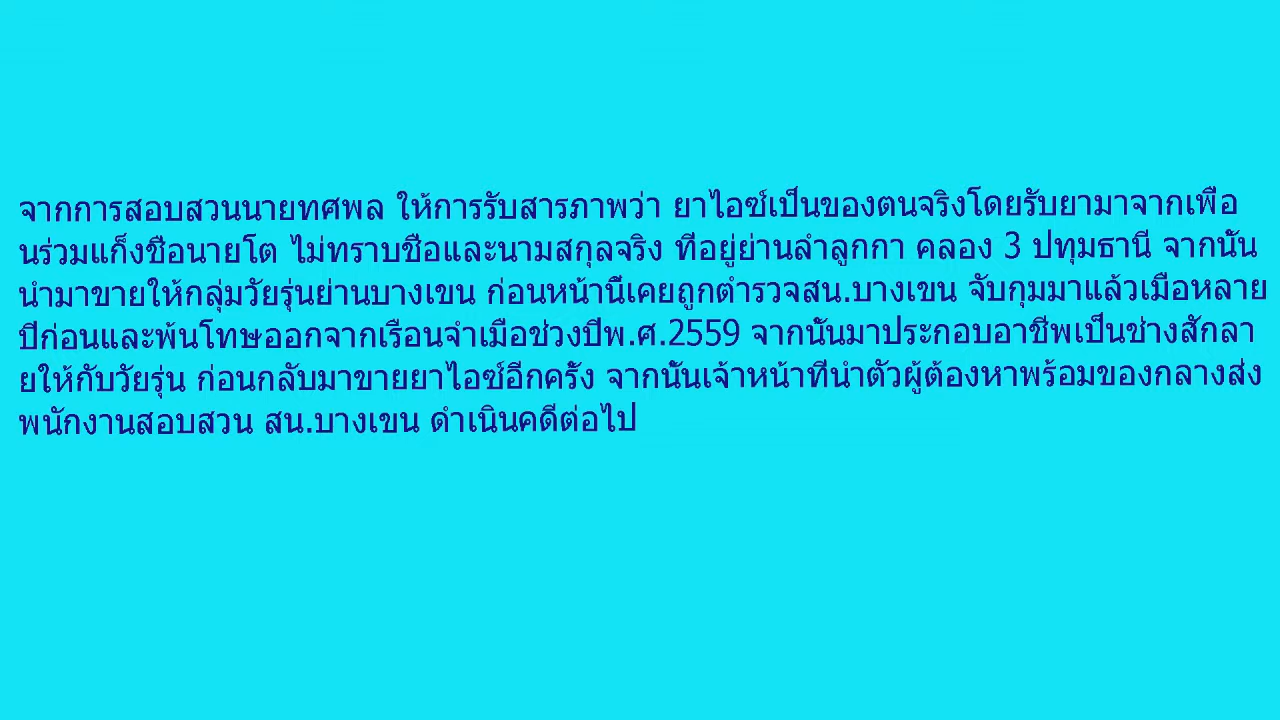 จากการสอบสวนนายทศพล ให้การรับสารภาพว่า ยาไอซ์เป็นของตนจริงโดยรับยามาจากเพื่อ
นร่วมแก็งชื่อนายโต ไม่ทราบชื่อและนามสกุลจริง ที่อยู่ย่านลำลูกกา คลอง 3 ปทุมธานี จากนั้น
นำมาขายให้กลุ่มวัยรุ่นย่านบางเขน ก่อนหน้านี้เคยถูกตำรวจสน.บางเขน จับกุมมาแล้วเมื่อหลาย
ปีก่อนและพ้นโทษออกจากเรือนจำเมื่อช่วงปีพ.ศ.2559 จากนั้นมาประกอบอาชีพเป็นช่างสักลา
ยให้กับวัยรุ่น ก่อนกลับมาขายยาไอซ์อีกครั้ง จากนั้นเจ้าหน้าที่นำตัวผู้ต้องหาพร้อมของกลางส่ง
พนักงานสอบสวน สน.บางเขน ดำเนินคดีต่อไป